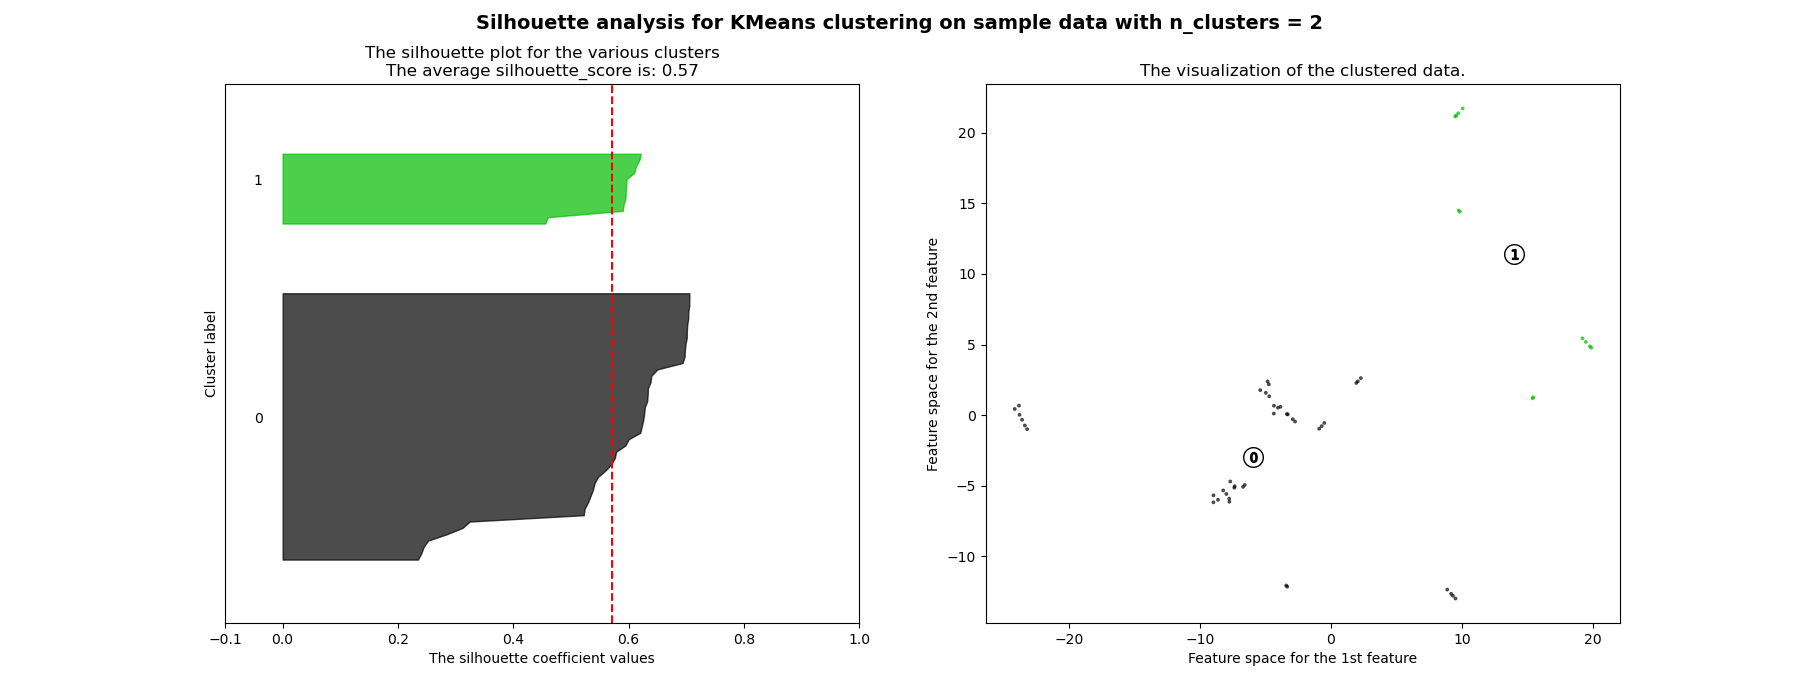 Silhouette analysis for KMeans clustering on sample data with n_clusters = 2
The silhouette plot for the various clusters
The average silhouette_score is: 0.57
1
0
Cluster label
−0.1 0.0 0.2 0.4 0.6 0.8 1.0
The silhouette coefficient values
The visualization of the clustered data.
20
15
10
5
0
−5
−10
Feature space for the 2nd feature
1
0
−20 −10 0 10 20
Feature space for the 1st feature